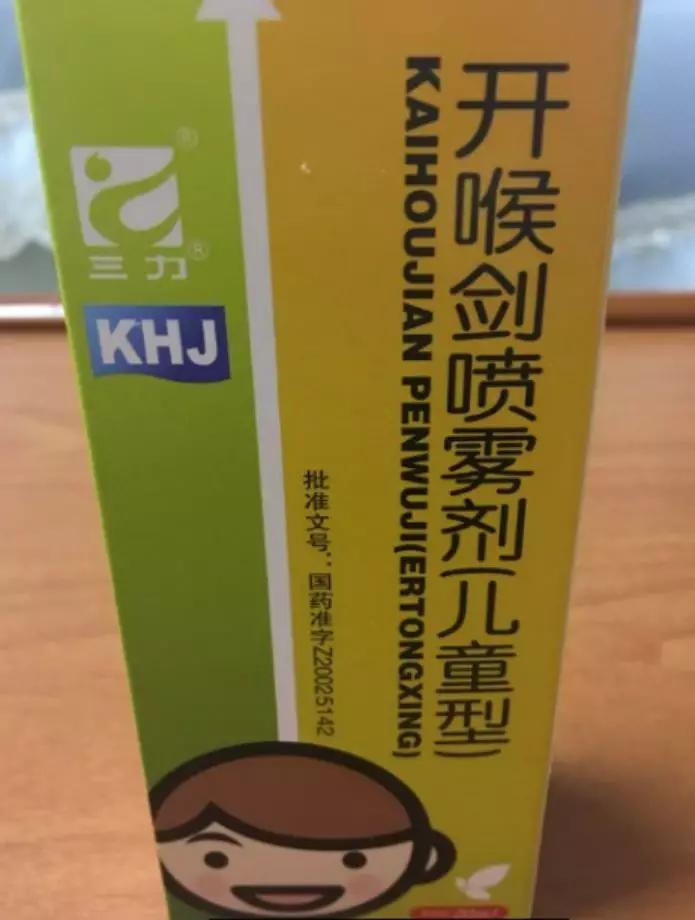 开喉剑喷雾剂(儿童型)
KAIHOUJIAN PENWUJI(ERTONGXING)
批准文号：国药准字Z20025142
®
三力®
KHJ